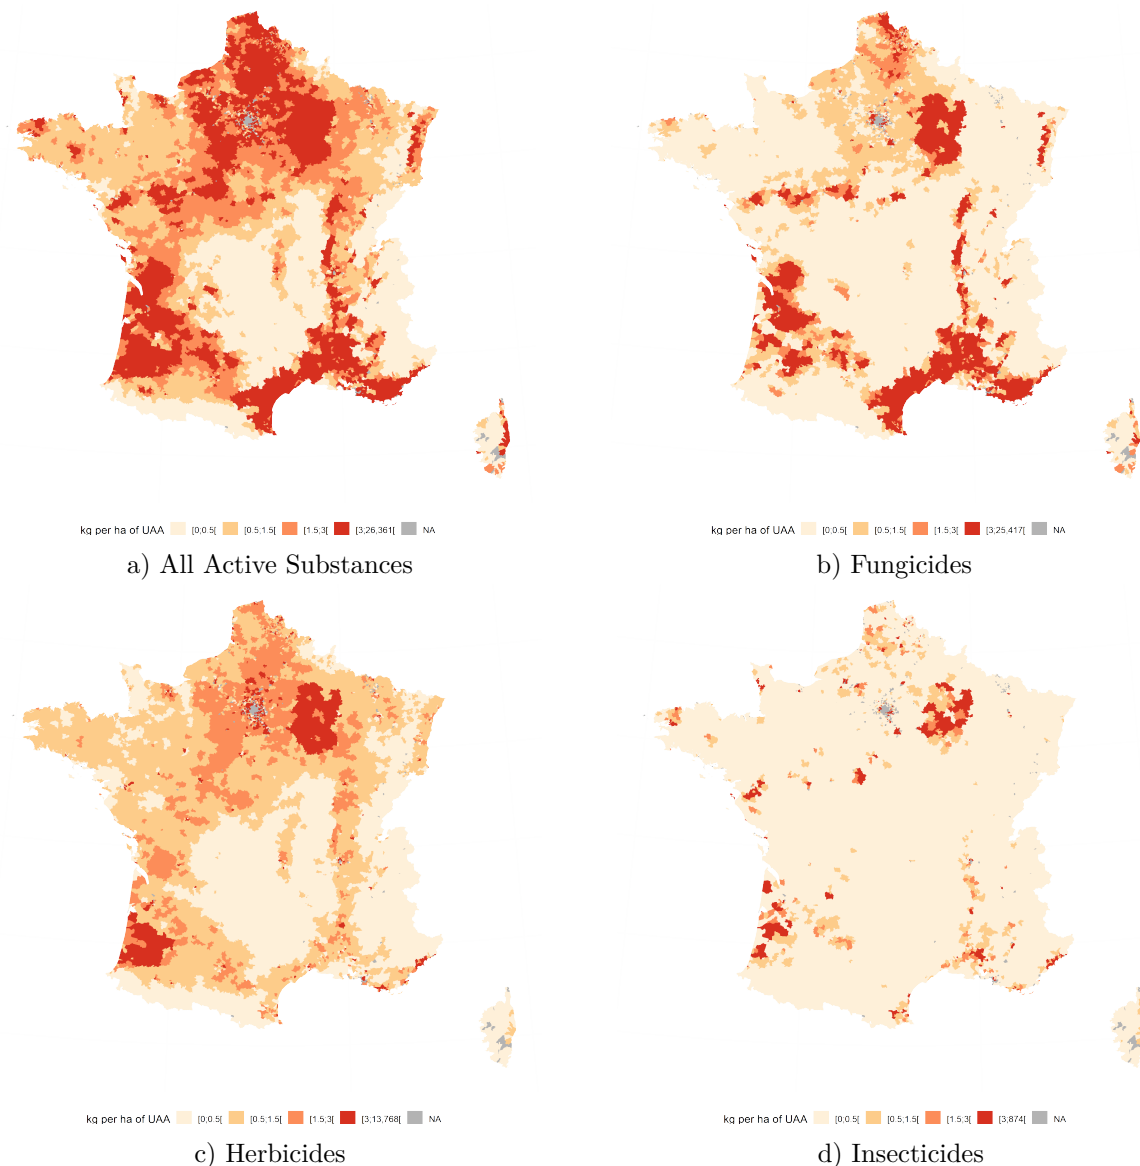 kg per ha of UAA [0;0.5[ [0.5;1.5[ [1.5;3[ [3;26,361[ NA
a) All Active Substances
kg per ha of UAA [0;0.5[ [0.5;1.5[ [1.5;3[ [3;25,417[ NA
b) Fungicides
kg per ha of UAA [0;0.5[ [0.5;1.5[ [1.5;3[ [3;13,768[ NA
c) Herbicides
kg per ha of UAA [0;0.5[ [0.5;1.5[ [1.5;3[ [3;874[ NA
d) Insecticides